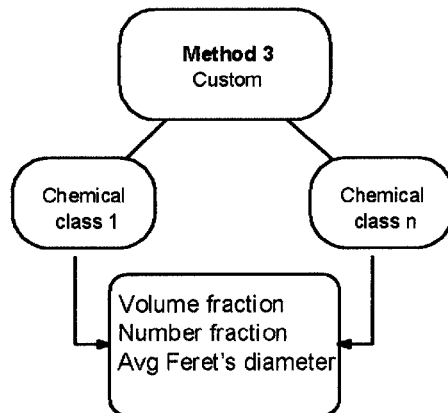 Method 3
Custom
Chemical
class 1
Chemical
class n
Volume fraction
Number fraction
Avg Feret's diameter